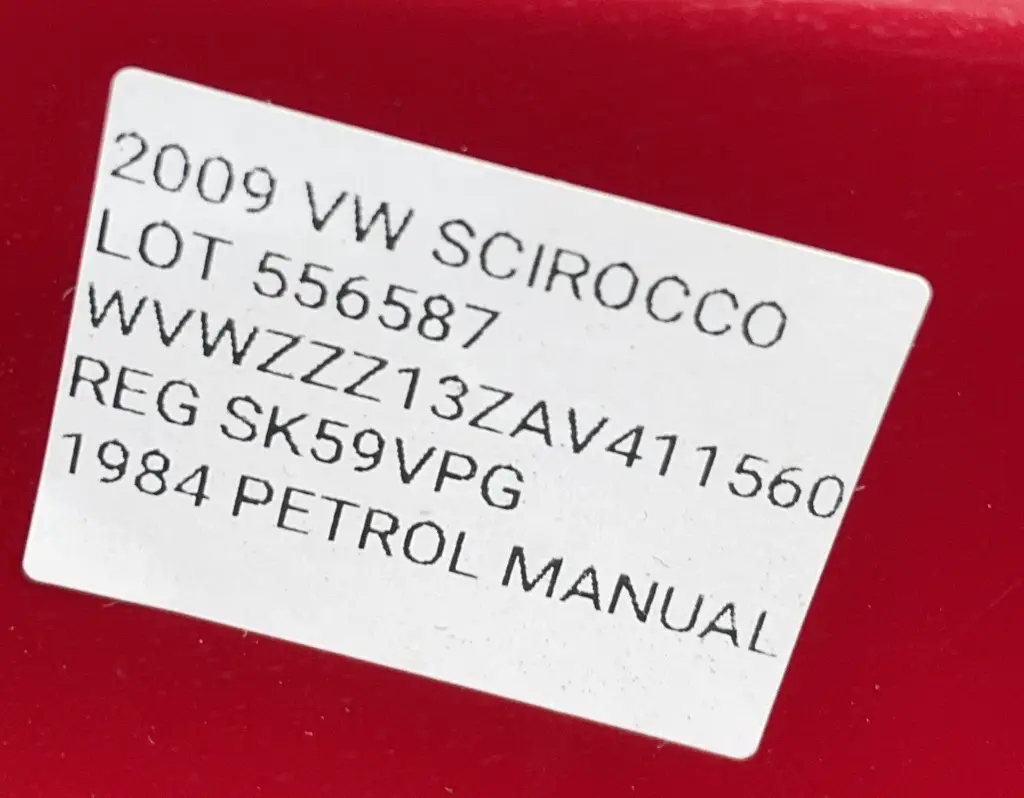 2009 VW SCIROCCO
LOT 556587
WVWZZZ13ZAV411560
REG SK59VPG
1984 PETROL MANUAL